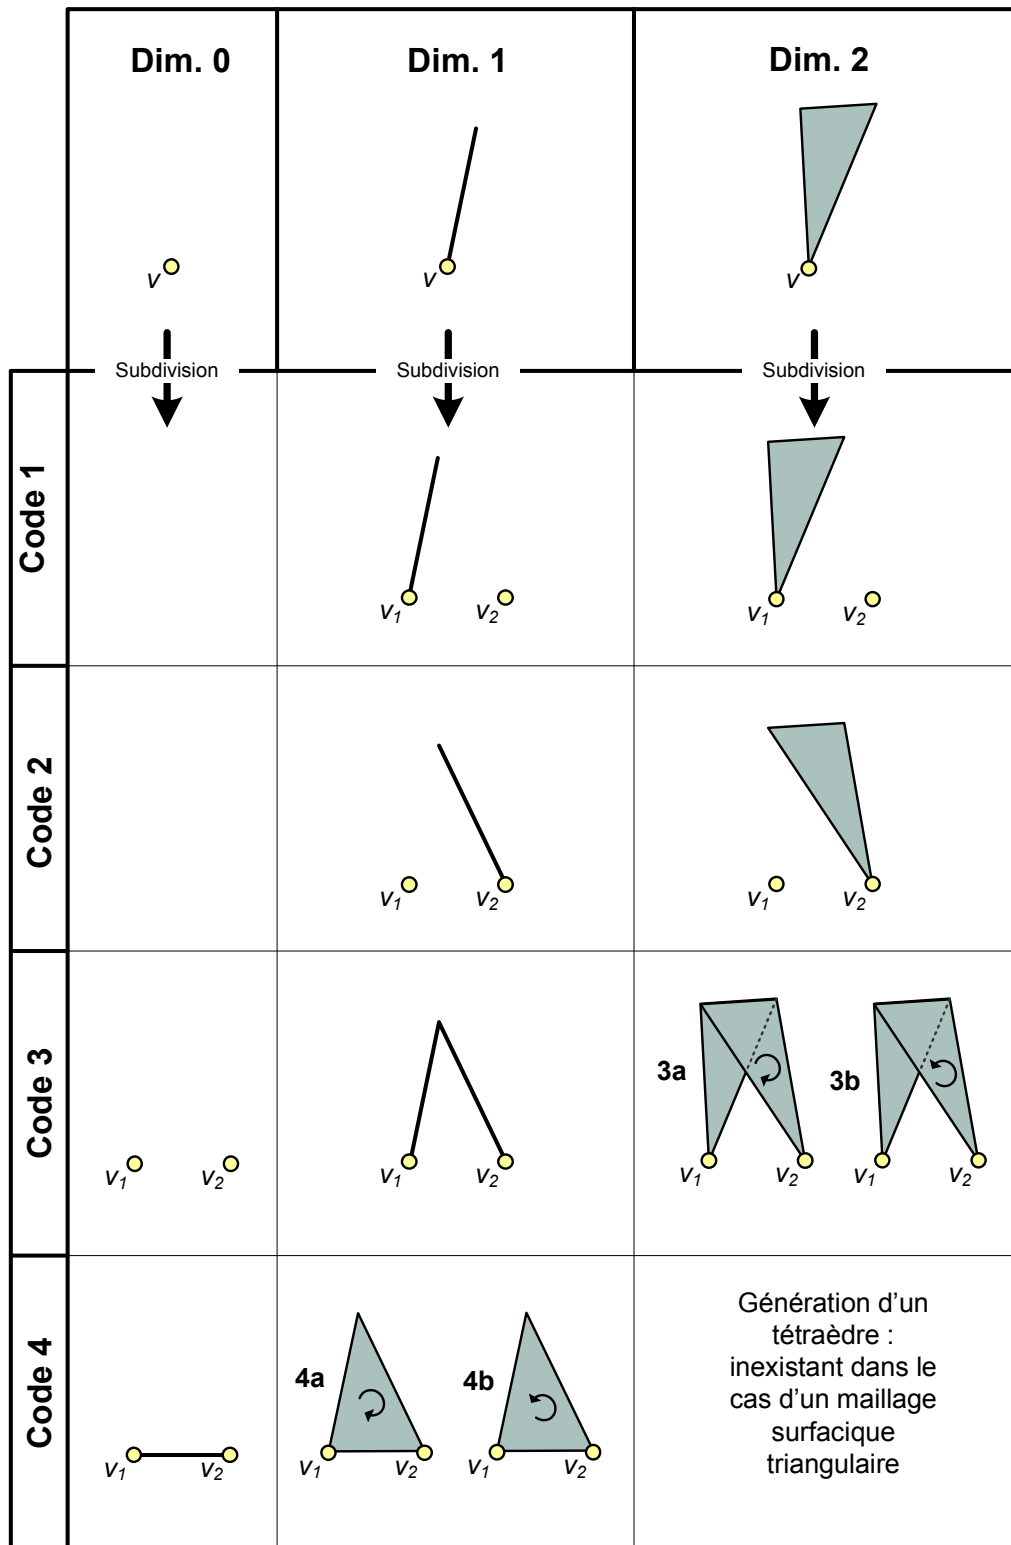 Dim. 0 Dim. 1 Dim. 2
v v v
Subdivision Subdivision Subdivision
Code 1
v1 v2 v1 v2
Code 2
v1 v2 v1 v2
Code 3
3a 3b
v1 v2 v1 v2 v1 v2 v1 v2
Code 4
4a 4b
v1 v2 v1 v2 v1 v2
Génération d’un
tétraèdre :
inexistant dans le
cas d’un maillage
surfacique
triangulaire